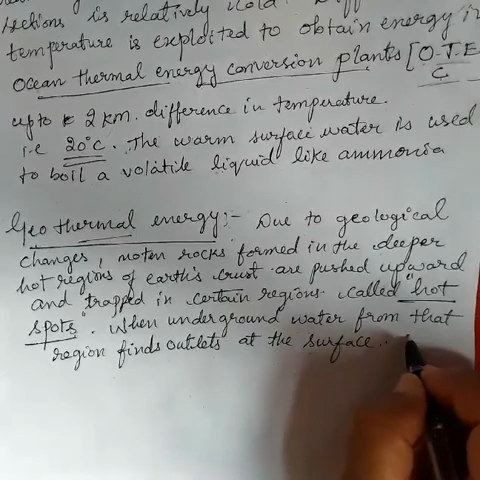 sections is relatively cold.
temperature is exploited to obtain energy in
Ocean thermal energy conversion plants [O.T.E.
C.
upto 2 km. difference in temperature.
i.e 20°C. The warm surface water is used
to boil a volatile liquid like ammonia
Geo thermal energy:- Due to geological
changes, moten rocks formed in the deeper
hot regions of earth's crust are pushed upward
and trapped in certain regions called "hot
spots". When underground water from that
region finds outlets at the surface..